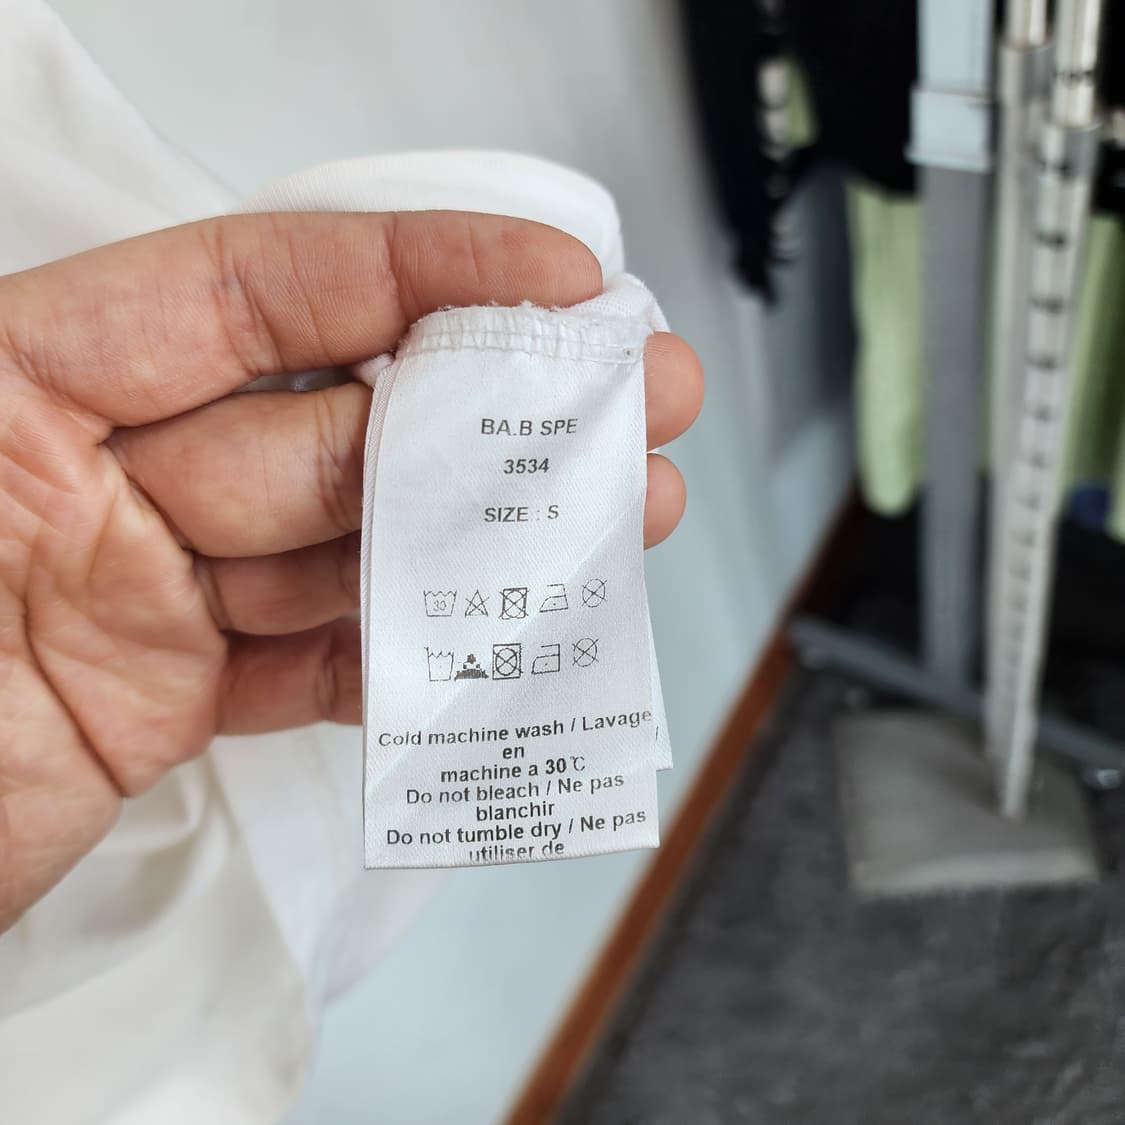 BA.B SPE
3534
SIZE : S
30
Cold machine wash / Lavage
en
machine a 30℃
Do not bleach / Ne pas
blanchir
Do not tumble dry / Ne pas
utiliser de